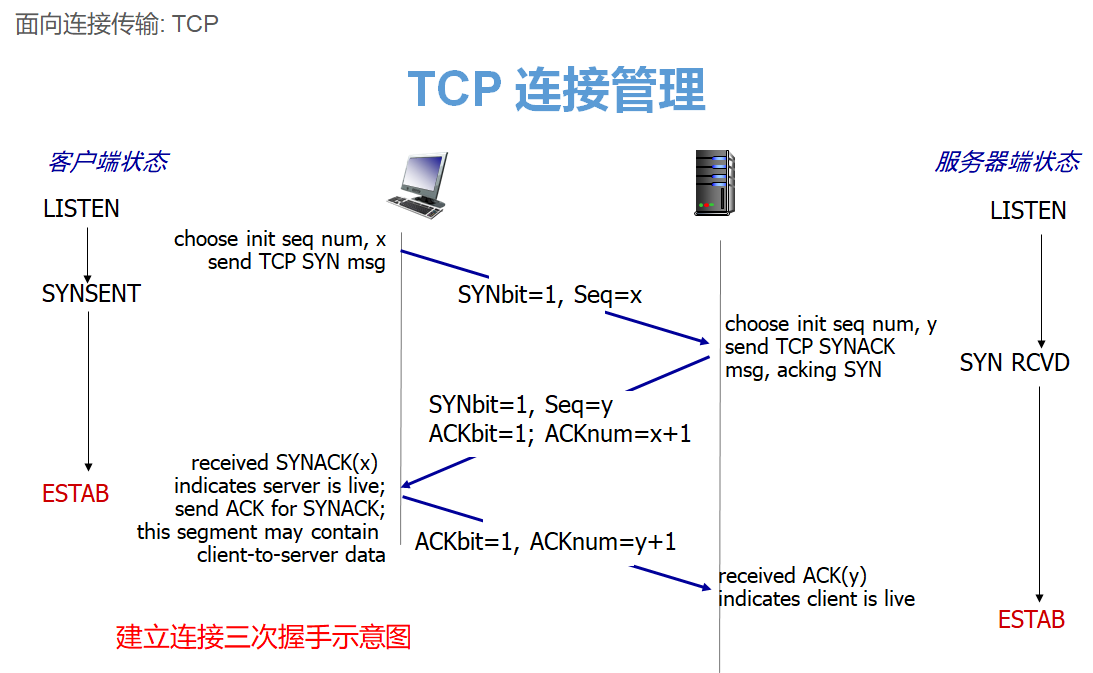 面向连接传输: TCP
TCP 连接管理
客户端状态
服务器端状态
LISTEN
LISTEN
choose init seq num, x
send TCP SYN msg
SYNSENT
SYNbit=1, Seq=x
choose init seq num, y
send TCP SYNACK
msg, acking SYN
SYN RCVD
SYNbit=1, Seq=y
ACKbit=1; ACKnum=x+1
received SYNACK(x)
indicates server is live;
send ACK for SYNACK;
this segment may contain
client-to-server data
ESTAB
ACKbit=1, ACKnum=y+1
received ACK(y)
indicates client is live
ESTAB
建立连接三次握手示意图